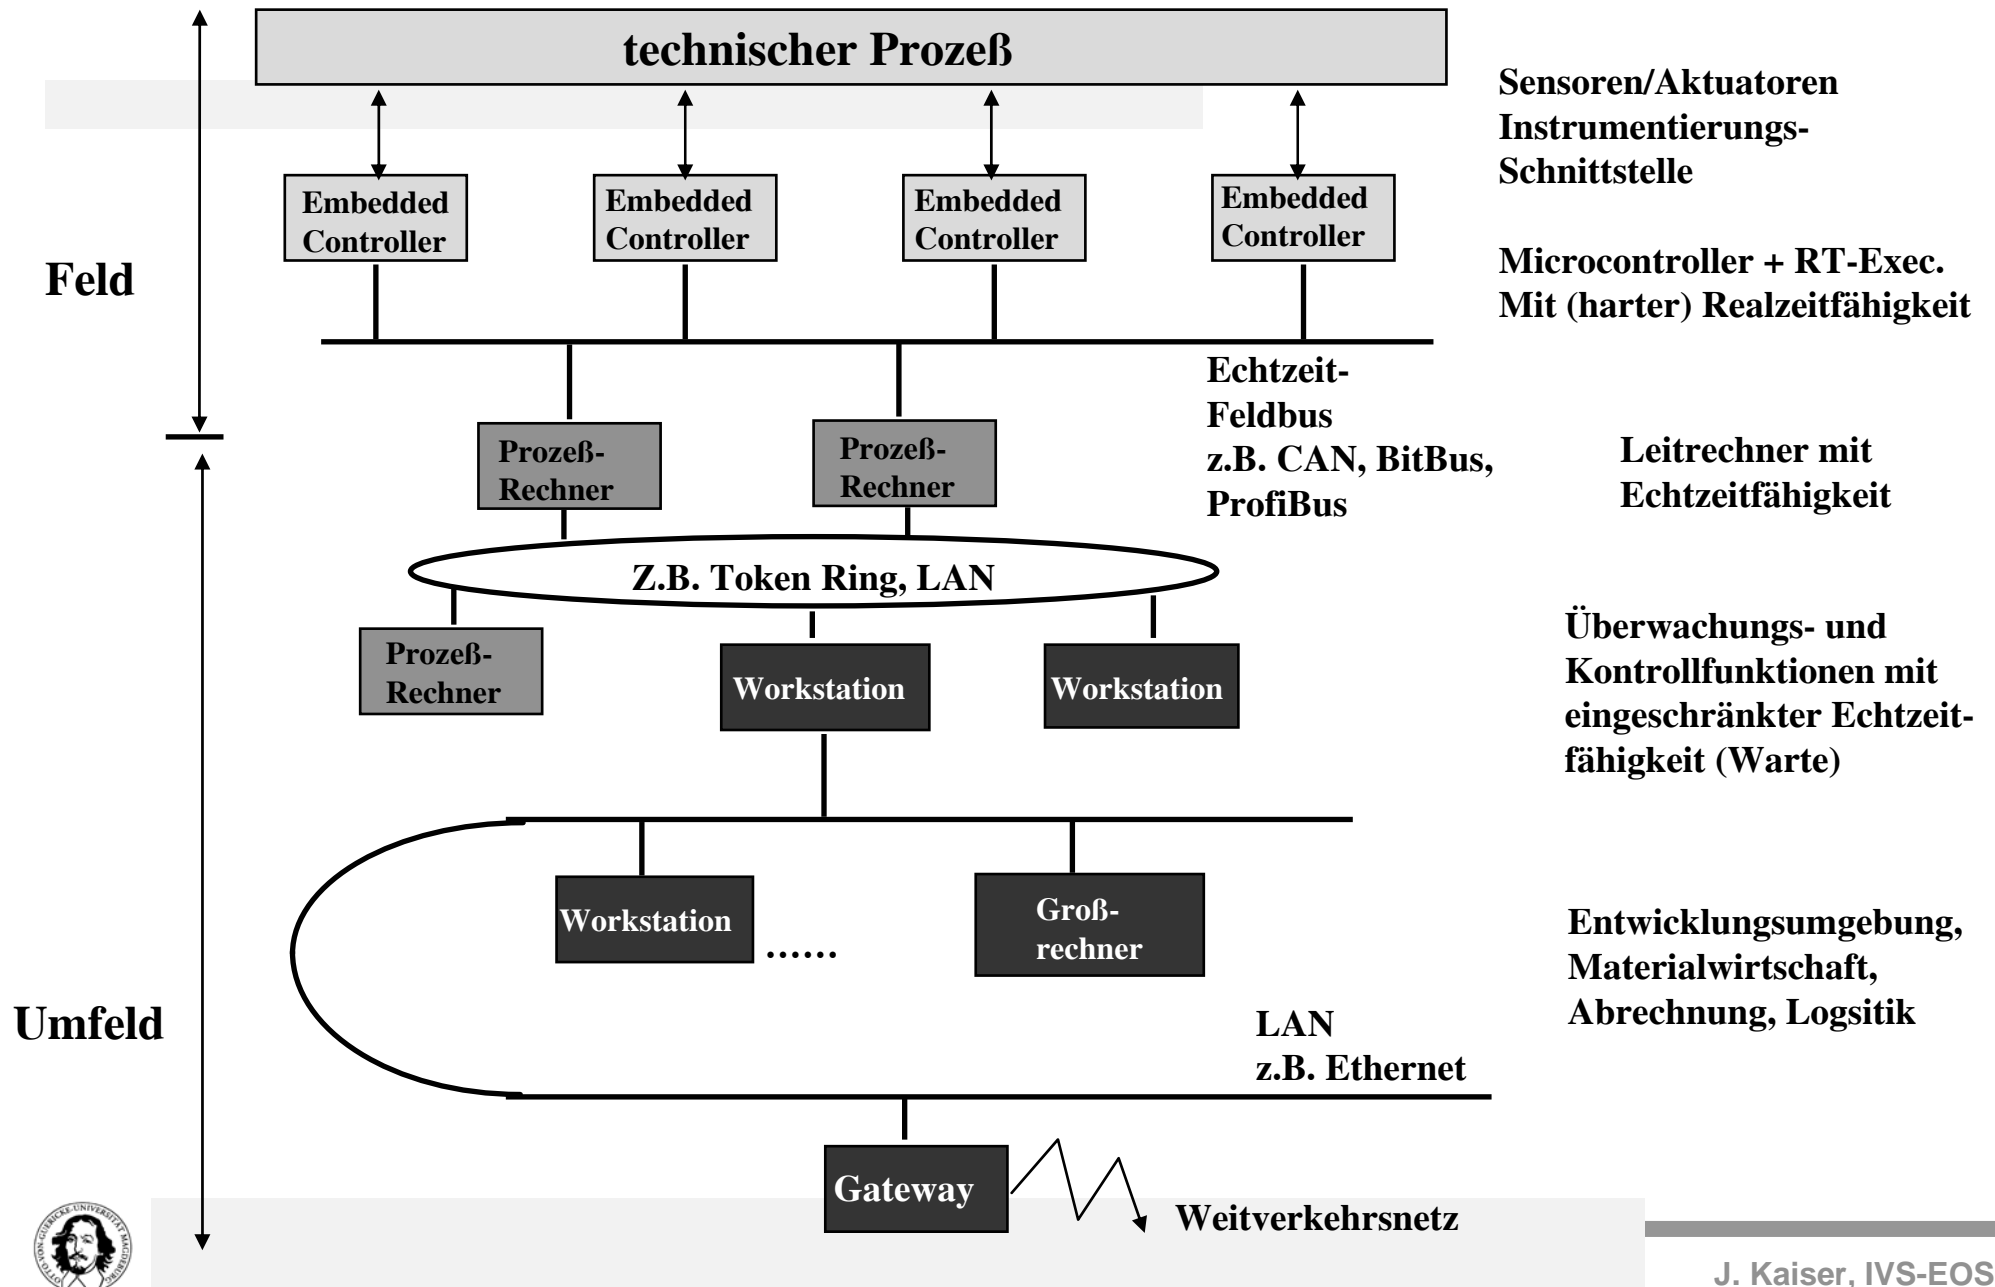 technischer Prozeß
Sensoren/Aktuatoren
Instrumentierungs-
Schnittstelle
Embedded
Controller
Embedded
Controller
Embedded
Controller
Embedded
Controller
Feld
Microcontroller + RT-Exec.
Mit (harter) Realzeitfähigkeit
Echtzeit-
Feldbus
z.B. CAN, BitBus,
ProfiBus
Prozeß-
Rechner
Prozeß-
Rechner
Leitrechner mit
Echtzeitfähigkeit
Z.B. Token Ring, LAN
Prozeß-
Rechner
Workstation
Workstation
Überwachungs- und
Kontrollfunktionen mit
eingeschränkter Echtzeit-
fähigkeit (Warte)
Workstation
......
Groß-
rechner
Entwicklungsumgebung,
Materialwirtschaft,
Abrechnung, Logsitik
Umfeld
LAN
z.B. Ethernet
Gateway
Weitverkehrsnetz
J. Kaiser, IVS-EOS